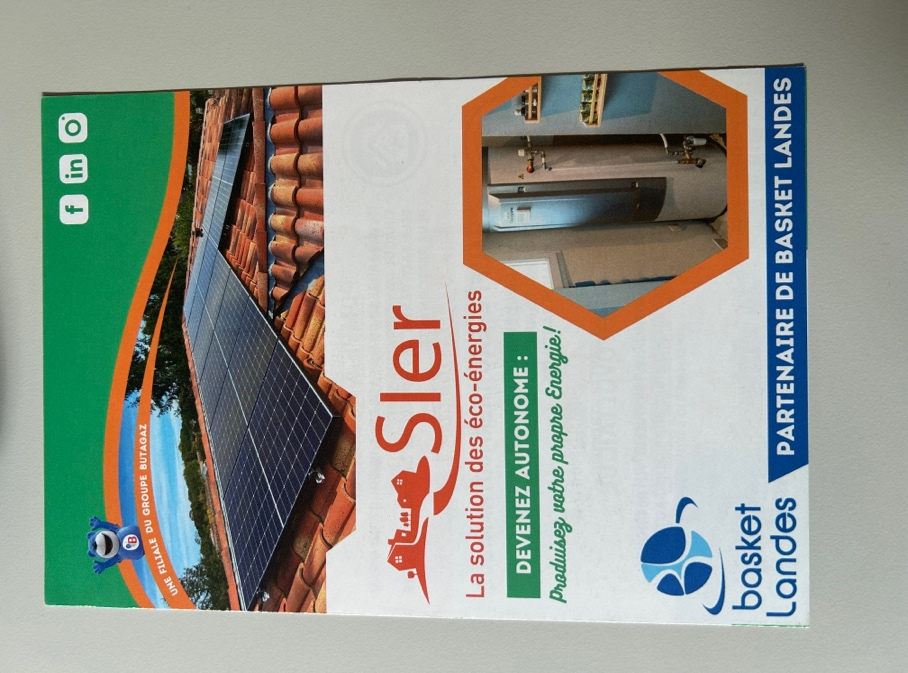 UNE FILIALE DU GROUPE BUTAGAZ
Sler
La solution des éco-énergies
DEVENEZ AUTONOME :
Produisez votre propre Energie!
basket
Landes
PARTENAIRE DE BASKET LANDES
f
in
B